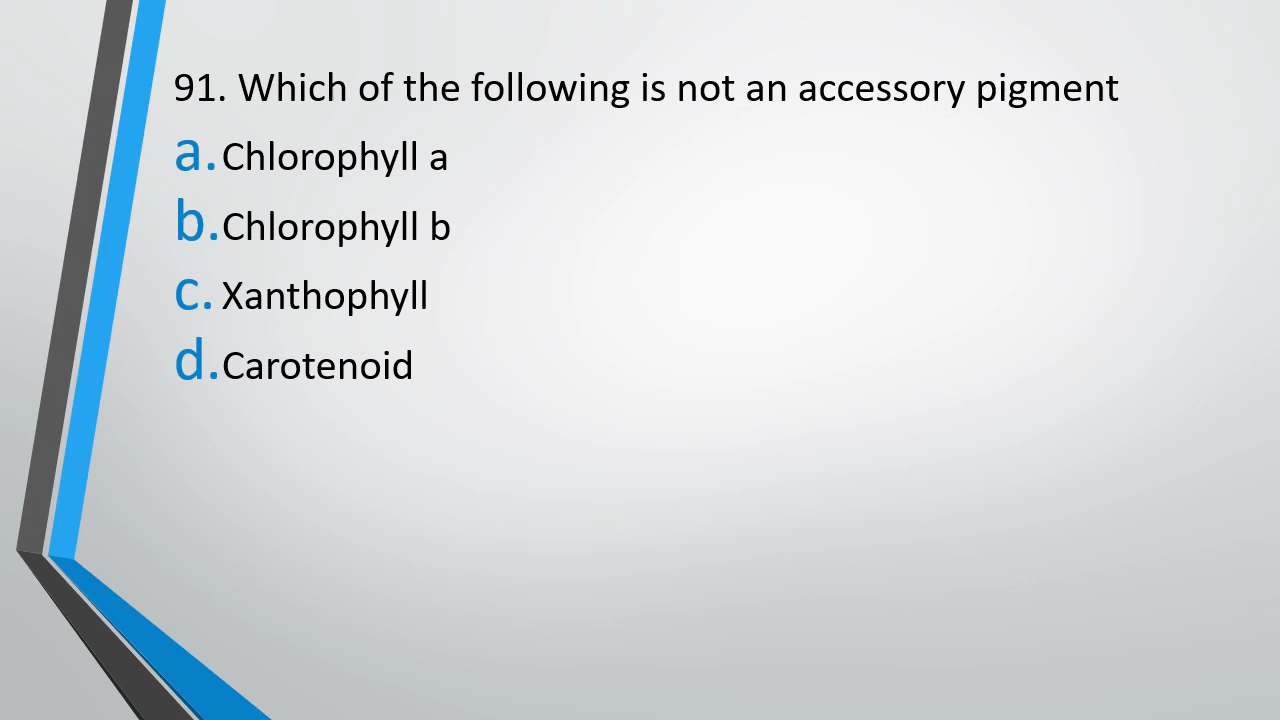 91. Which of the following is not an accessory pigment
a. Chlorophyll a
b. Chlorophyll b
c. Xanthophyll
d. Carotenoid